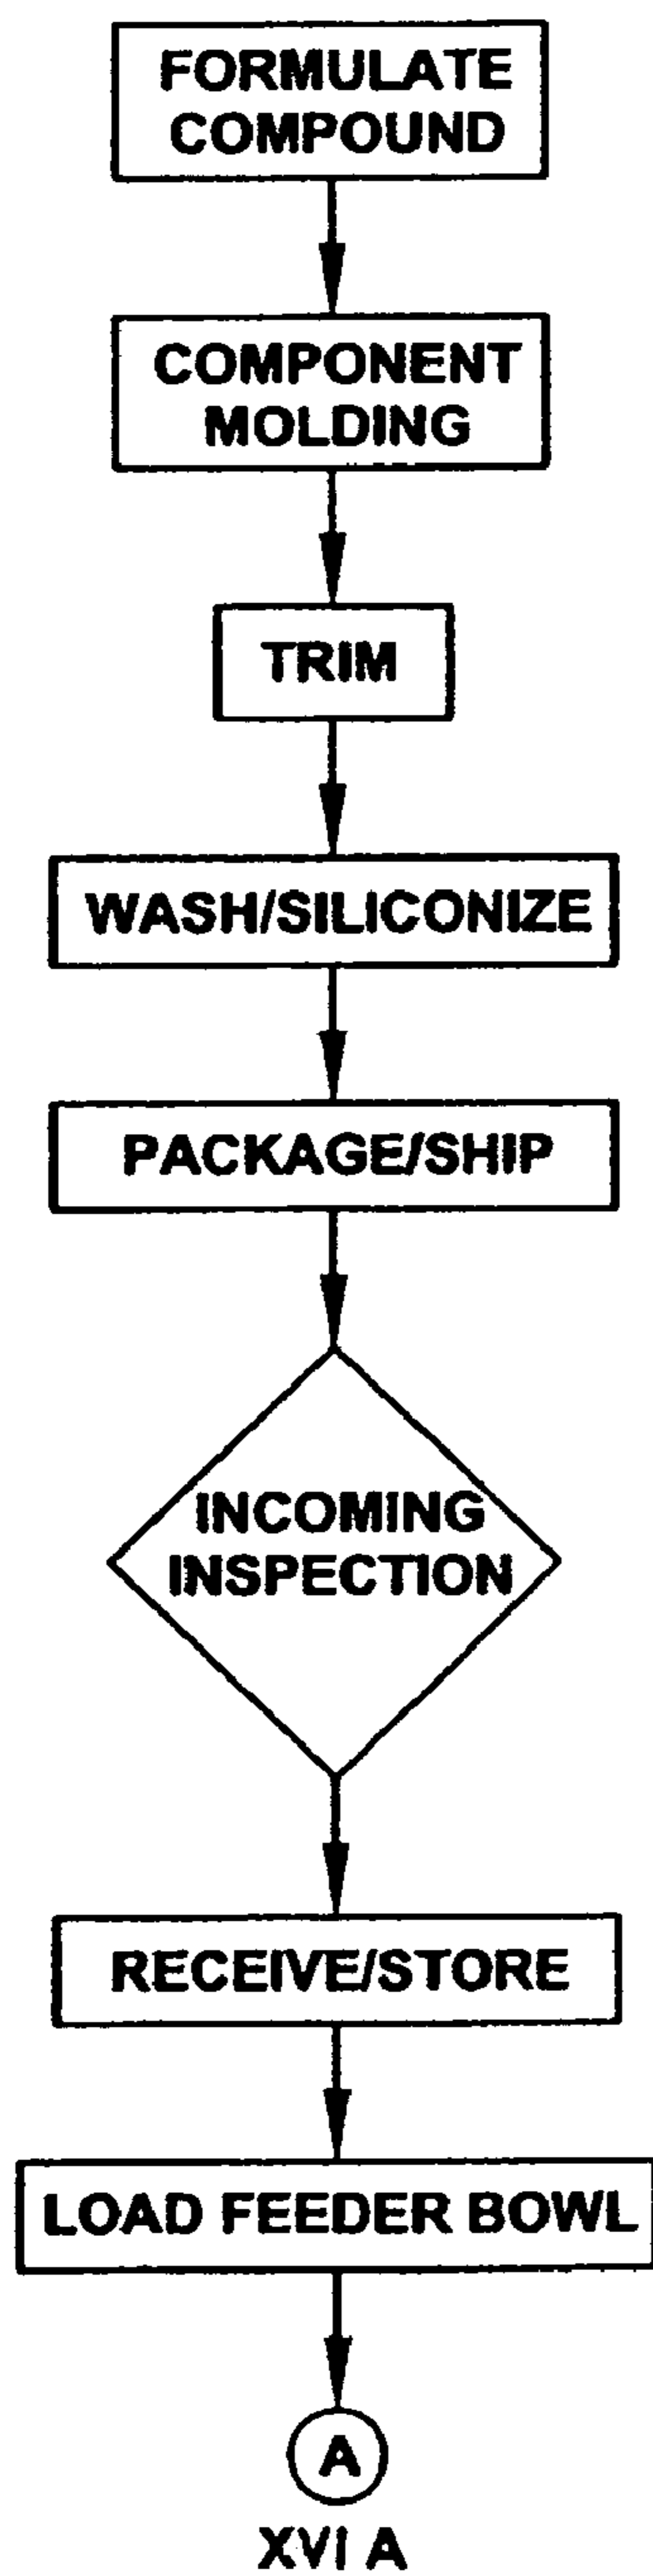 FORMULATE
COMPOUND
COMPONENT
MOLDING
TRIM
WASH/SILICONIZE
PACKAGE/SHIP
INCOMING
INSPECTION
RECEIVE/STORE
LOAD FEEDER BOWL
A
XVI A